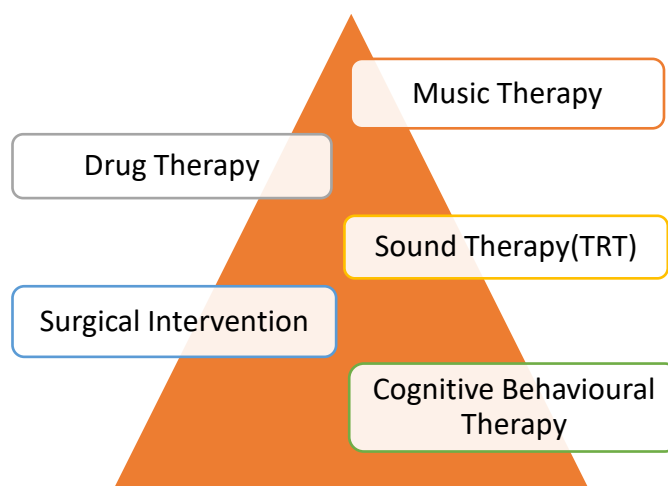 Music Therapy
Drug Therapy
Sound Therapy(TRT)
Surgical Intervention
Cognitive Behavioural
Therapy